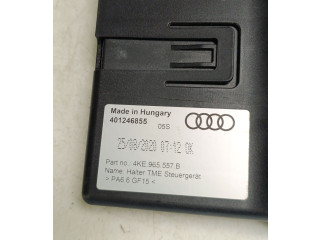 Made in Hungary
401246855
05S
25/08/2020 07:12 OK
Part no.: 4KE.965.557.B
Name: Halter TME Steuergerät
> PA6.6 GF15 <